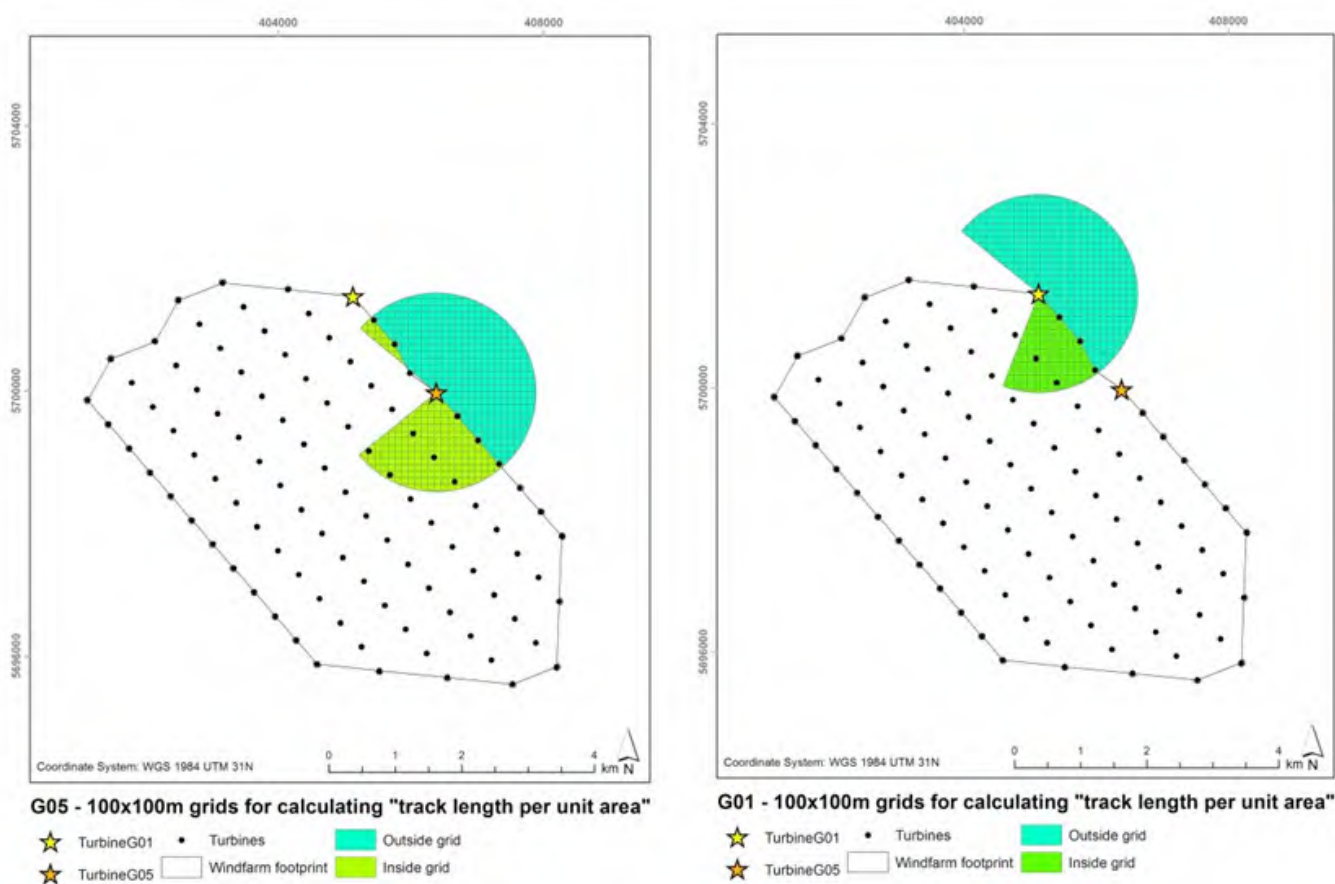 404000
408000
5704000
5700000
5696000
Coordinate System: WGS 1984 UTM 31N
0
1
2
4
km
N
G05 - 100x100m grids for calculating "track length per unit area"
TurbineG01
Turbines
Outside grid
TurbineG05
Windfarm footprint
Inside grid
404000
408000
5704000
5700000
5696000
Coordinate System: WGS 1984 UTM 31N
0
1
2
4
km
N
G01 - 100x100m grids for calculating "track length per unit area"
TurbineG01
Turbines
Outside grid
TurbineG05
Windfarm footprint
Inside grid